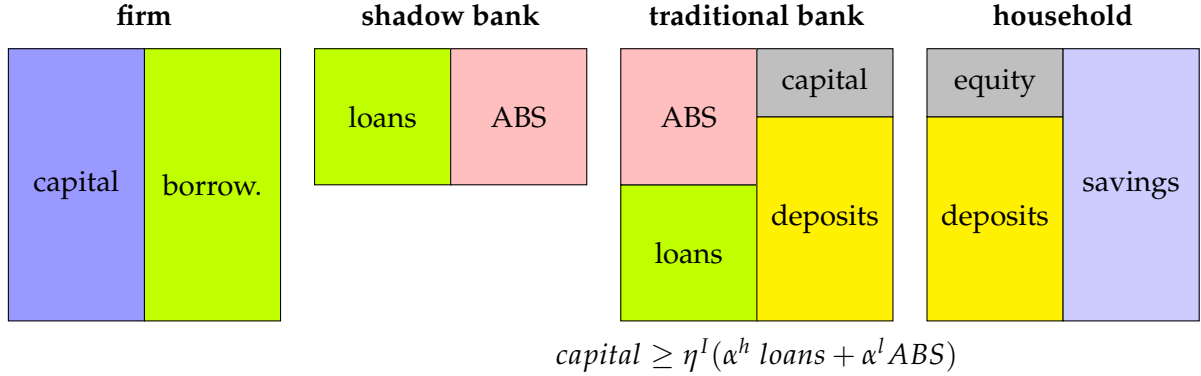 firm
shadow bank
traditional bank
household
capital
borrow.
loans
ABS
ABS
loans
capital
deposits
equity
deposits
savings
capital ≥ η^I(α^h loans + α^l ABS)